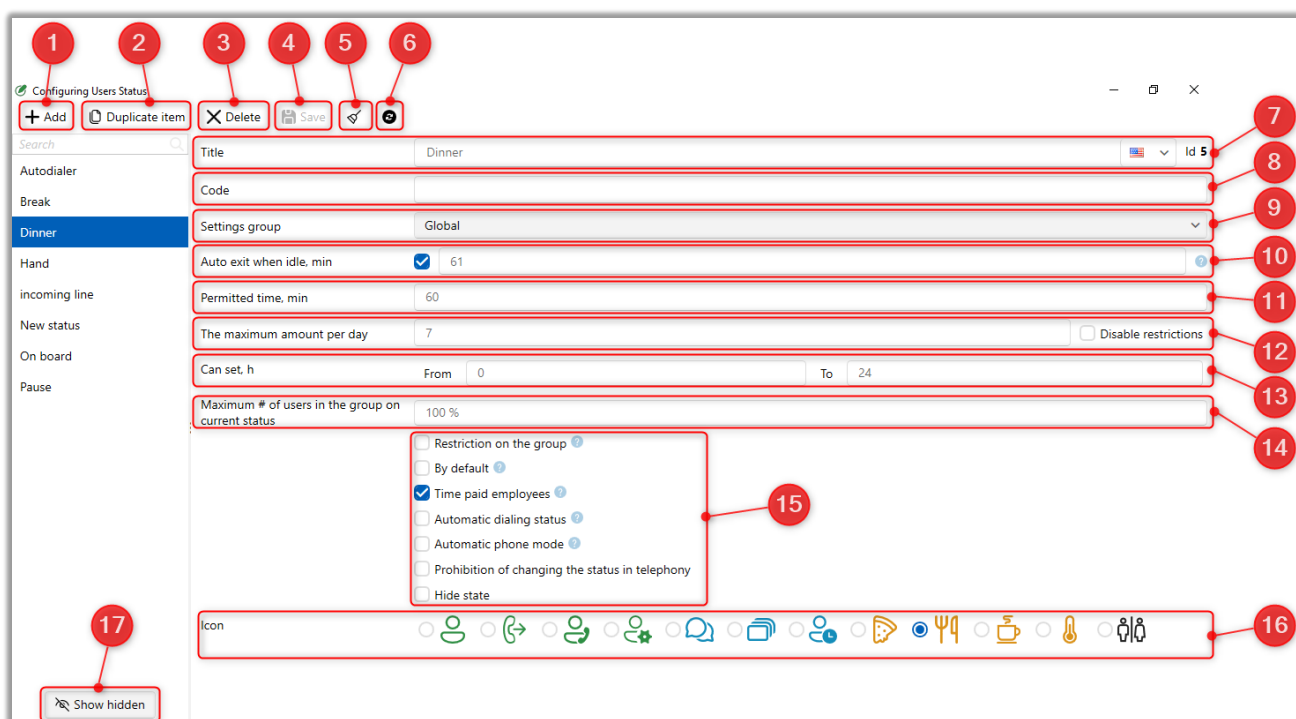 1 2 3 4 5 6
Configuring Users Status
Add Duplicate item Delete Save
7
Search
Title Dinner Id 5
Autodialer
8
Code
Break
9
Dinner
Settings group Global
10
Hand
Auto exit when idle, min 61 ?
11
incoming line
Permitted time, min 60
New status
The maximum amount per day 7 Disable restrictions
12
On board
Can set, h From 0 To 24
Pause
13
Maximum # of users in the group on
current status
100 %
14
Restriction on the group ?
By default ?
Time paid employees ?
15
Automatic dialing status ?
Automatic phone mode ?
Prohibition of changing the status in telephony
Hide state
17
Icon
16
Show hidden